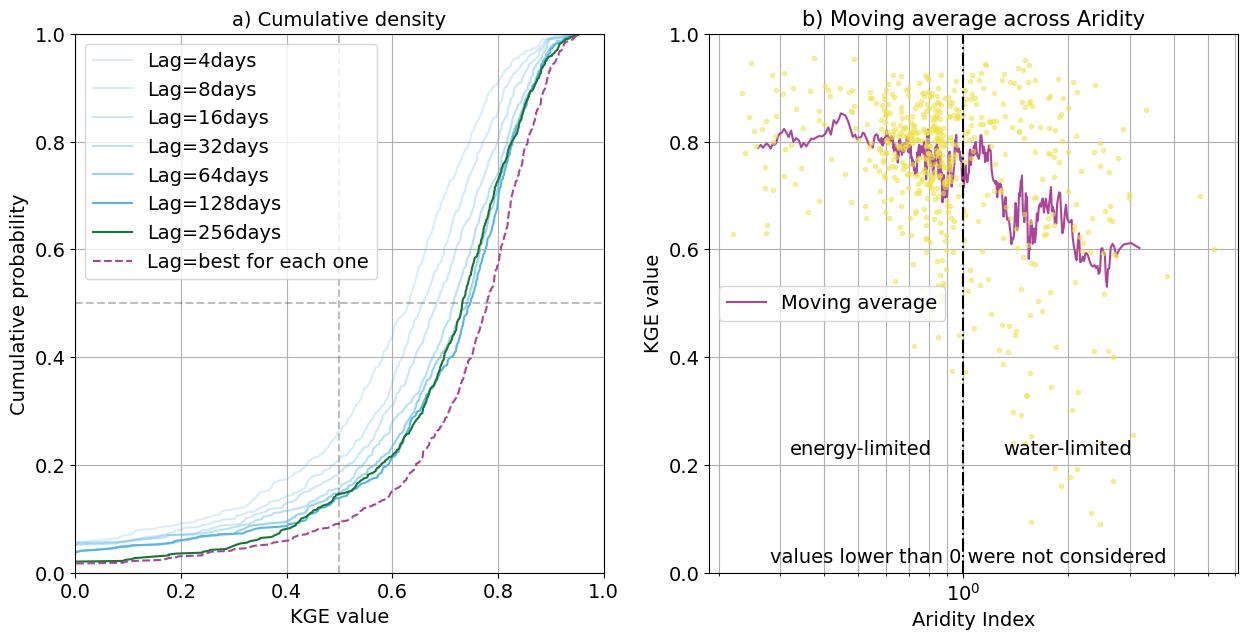 a) Cumulative density
1.0
0.8
0.6
0.4
0.2
0.0
Cumulative probability
Lag=4days
Lag=8days
Lag=16days
Lag=32days
Lag=64days
Lag=128days
Lag=256days
Lag=best for each one
0.0 0.2 0.4 0.6 0.8 1.0
KGE value
b) Moving average across Aridity
1.0
0.8
0.6
0.4
0.2
0.0
KGE value
Moving average
energy-limited water-limited
values lower than 0 were not considered
10⁰
Aridity Index